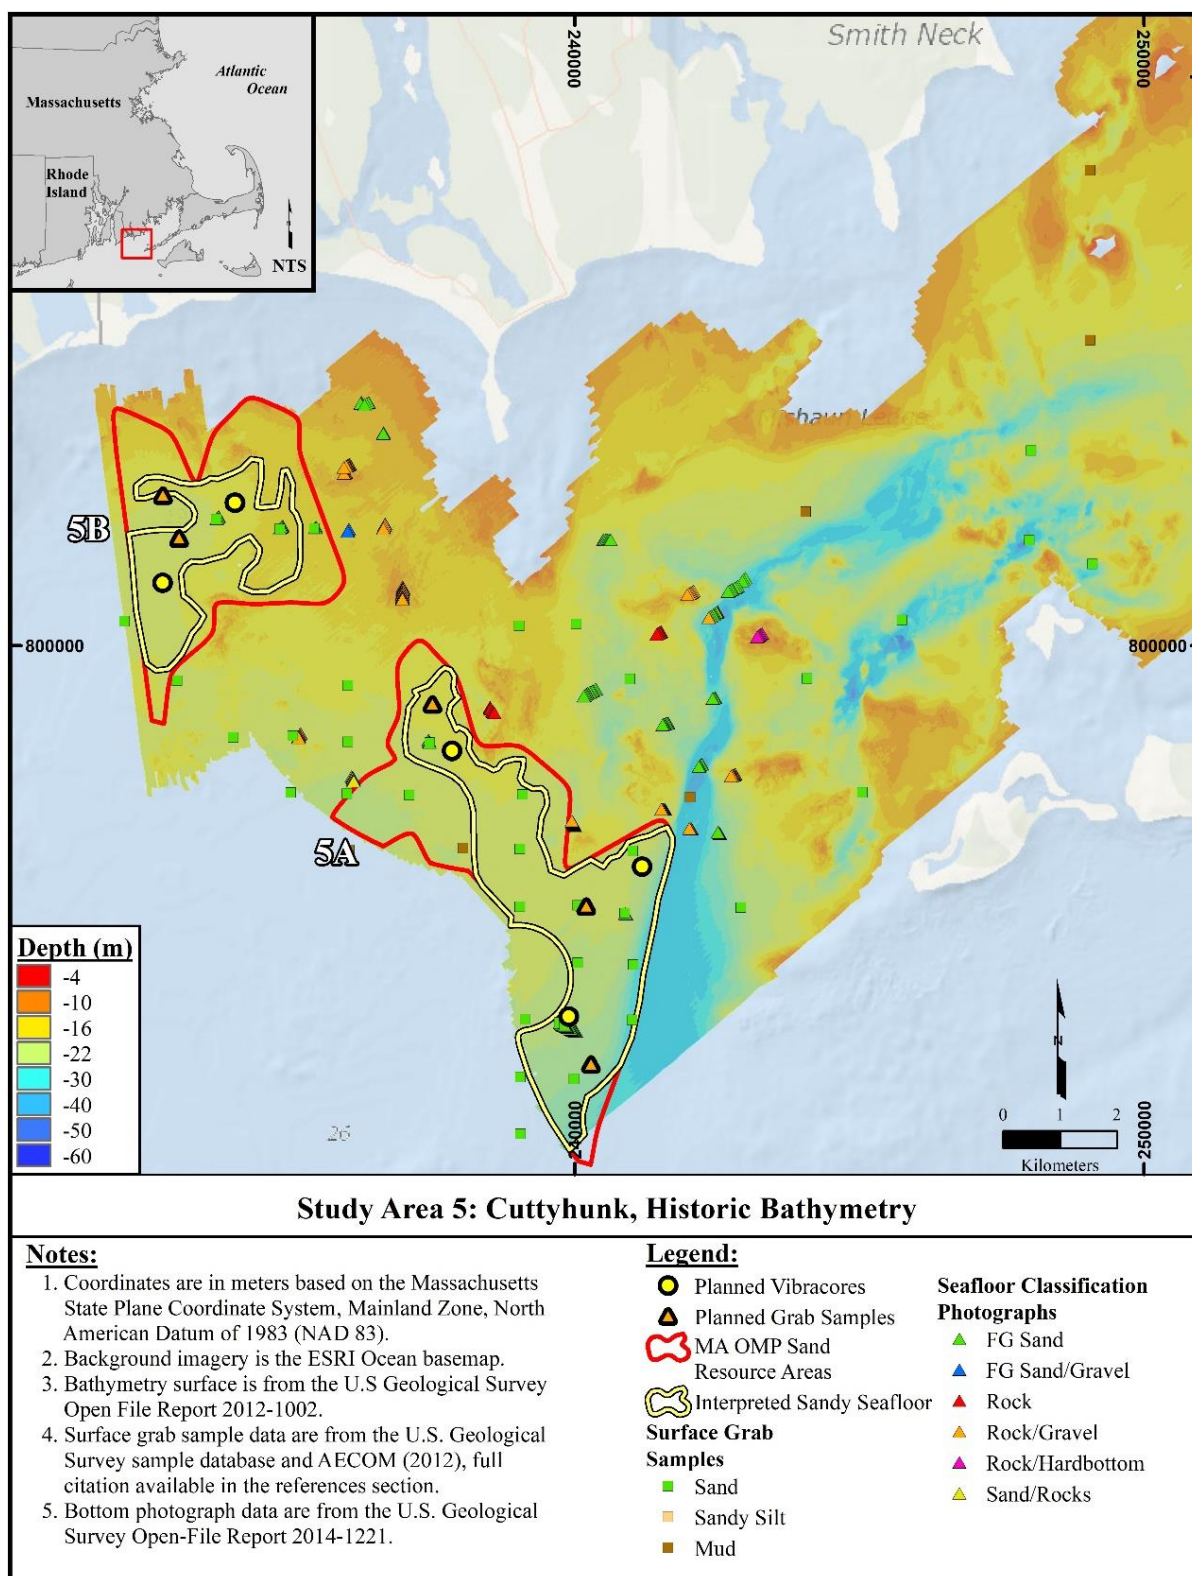 Smith Neck
240000
250000
Atlantic
Ocean
Massachusetts
Rhode
Island
NTS
5B
800000
800000
5A
Depth (m)
-4
-10
-16
-22
-30
-40
-50
-60
26
240000
250000
N
0 1 2
Kilometers
Study Area 5: Cuttyhunk, Historic Bathymetry
Notes:
1. Coordinates are in meters based on the Massachusetts
State Plane Coordinate System, Mainland Zone, North
American Datum of 1983 (NAD 83).
2. Background imagery is the ESRI Ocean basemap.
3. Bathymetry surface is from the U.S Geological Survey
Open File Report 2012-1002.
4. Surface grab sample data are from the U.S. Geological
Survey sample database and AECOM (2012), full
citation available in the references section.
5. Bottom photograph data are from the U.S. Geological
Survey Open-File Report 2014-1221.
Legend:
Planned Vibracores
Planned Grab Samples
MA OMP Sand
Resource Areas
Interpreted Sandy Seafloor
Surface Grab
Samples
Sand
Sandy Silt
Mud
Seafloor Classification
Photographs
FG Sand
FG Sand/Gravel
Rock
Rock/Gravel
Rock/Hardbottom
Sand/Rocks